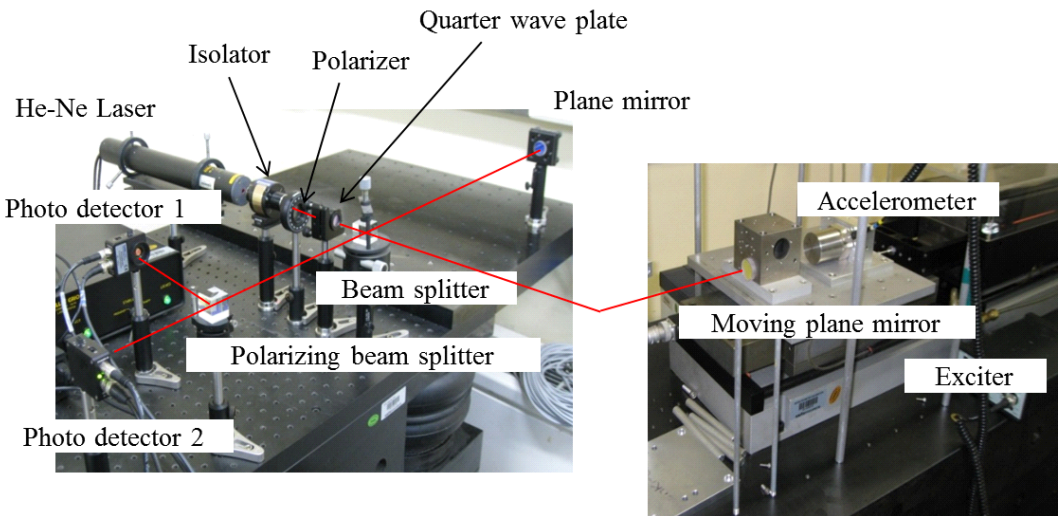 Quarter wave plate
Isolator
Polarizer
He-Ne Laser
Plane mirror
Photo detector 1
Accelerometer
Beam splitter
Moving plane mirror
Polarizing beam splitter
Exciter
Photo detector 2